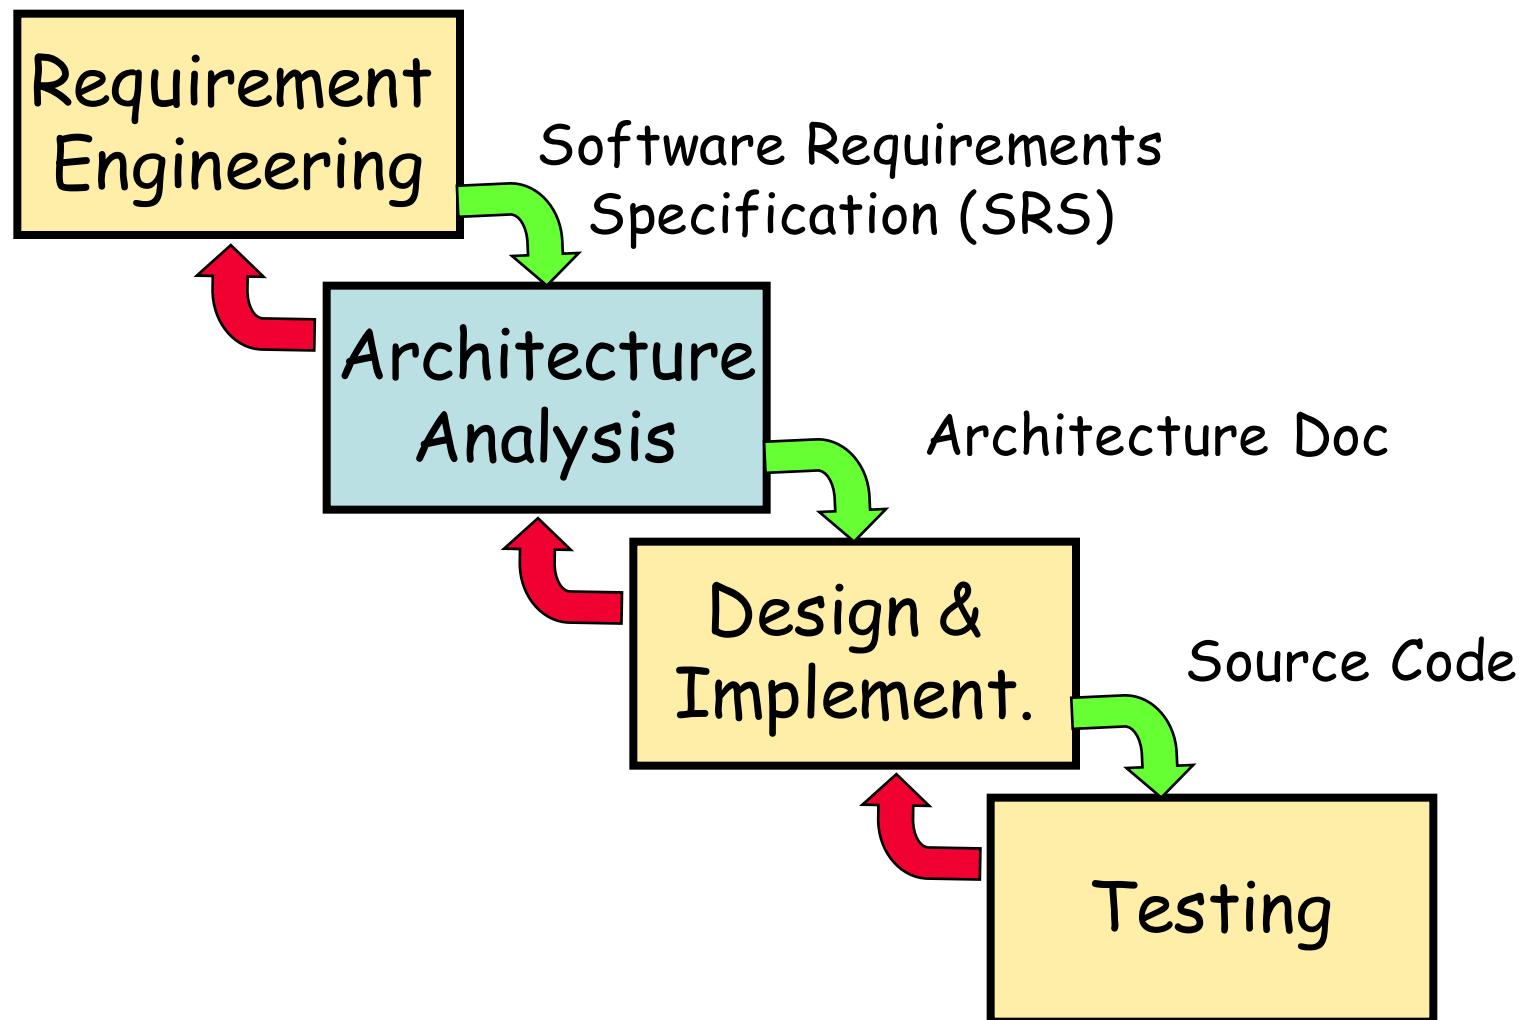 Requirement
Engineering
Software Requirements
Specification (SRS)
Architecture
Analysis
Architecture Doc
Design &
Implement.
Source Code
Testing